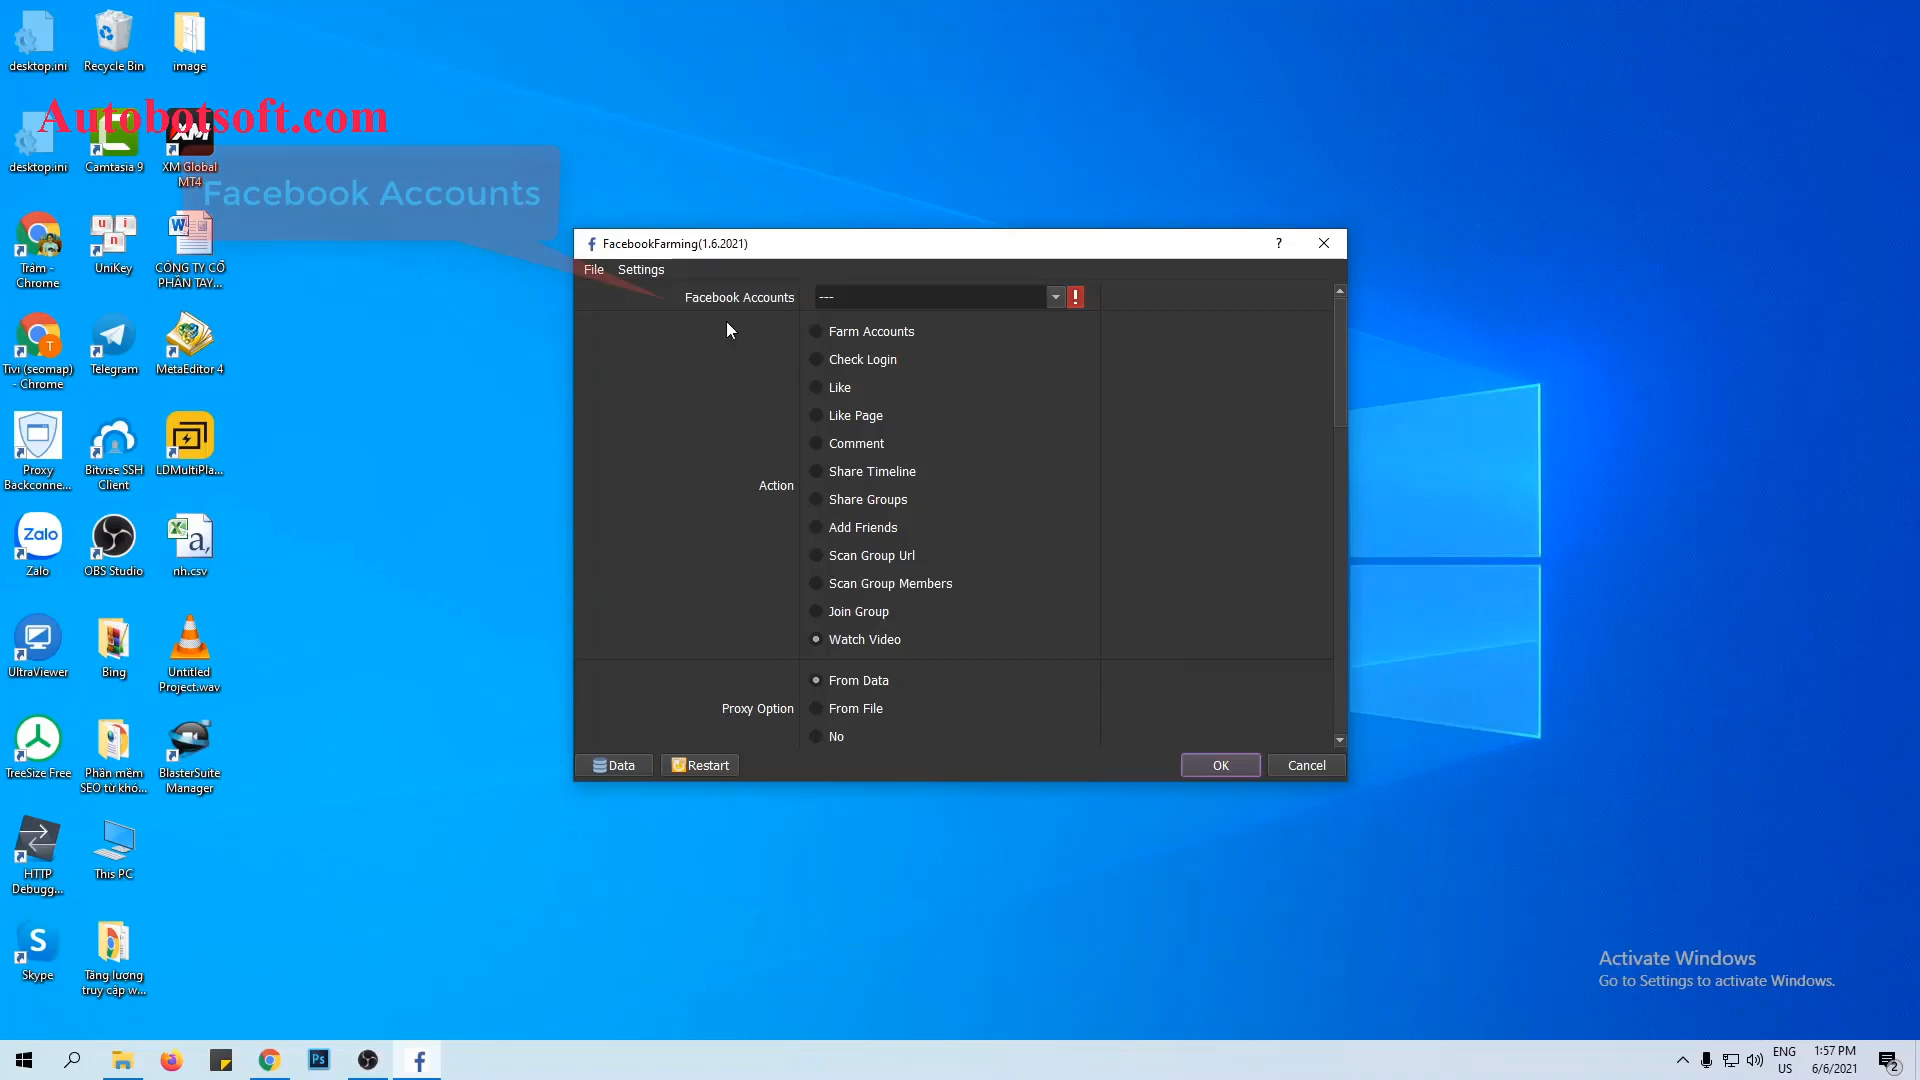 desktop.ini
Recycle Bin
image
Autobotsoft.com
desktop.ini
Camtasia 9
XM Global
MT4
XM
Facebook Accounts
Trâm -
Chrome
UniKey
CÔNG TY CỔ
PHẦN TAY...
Tivi (seomap)
- Chrome
Telegram
MetaEditor 4
Proxy
Backconne...
Bitvise SSH
Client
LDMultiPla...
Zalo
Zalo
OBS Studio
nh.csv
UltraViewer
Bing
Untitled
Project.wav
TreeSize Free
Phần mềm
SEO từ khó...
BlasterSuite
Manager
HTTP
Debugg...
This PC
Skype
Tăng lượng
truy cập w...
FacebookFarming(1.6.2021)
?
File
Settings
Facebook Accounts
---
!
Action
Farm Accounts
Check Login
Like
Like Page
Comment
Share Timeline
Share Groups
Add Friends
Scan Group Url
Scan Group Members
Join Group
Watch Video
Proxy Option
From Data
From File
No
Data
Restart
OK
Cancel
Activate Windows
Go to Settings to activate Windows.
Ps
ENG
US
1:57 PM
6/6/2021
2